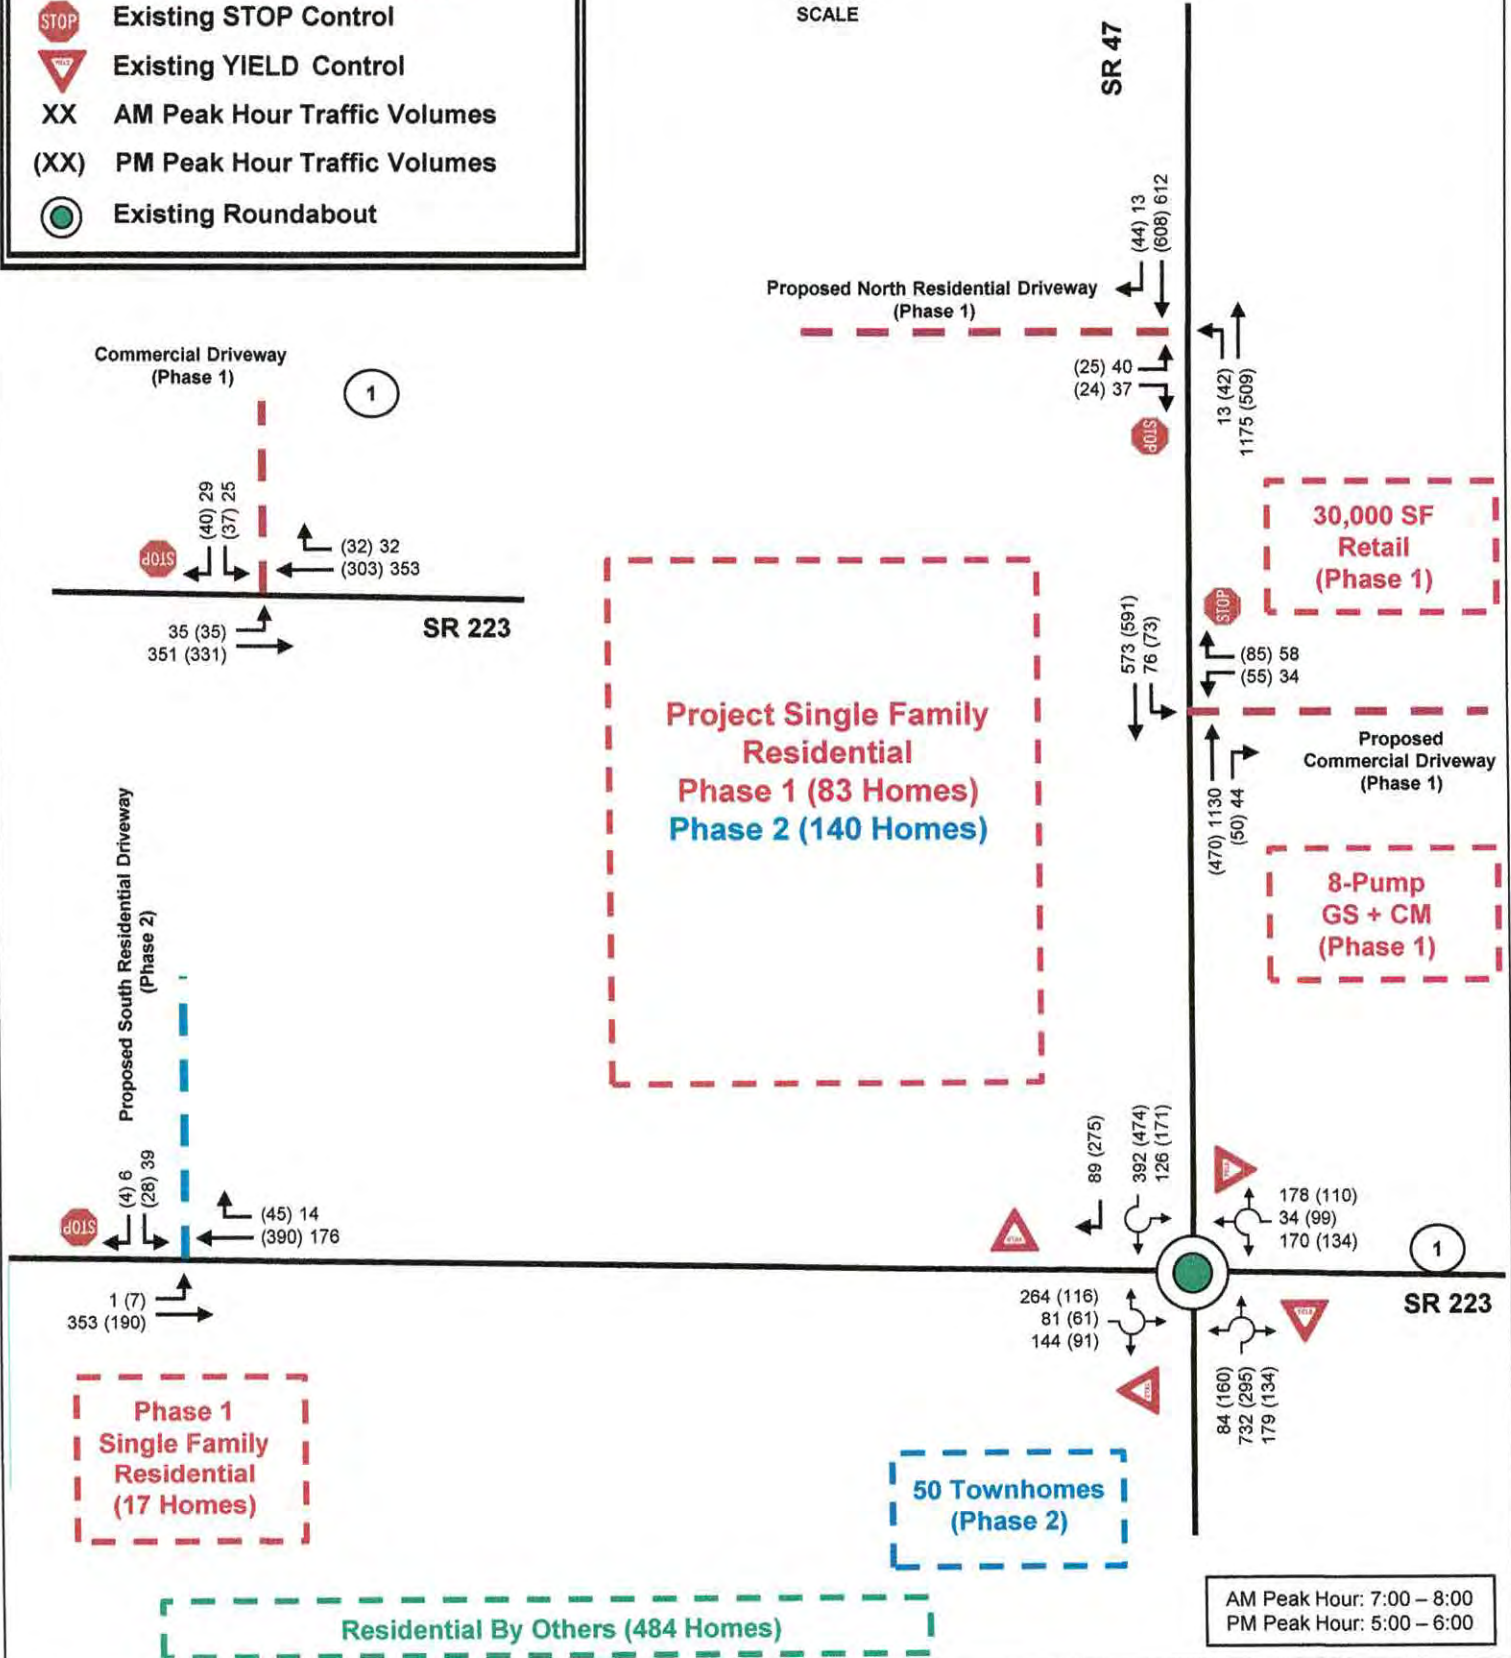 STOP Existing STOP Control
YIELD Existing YIELD Control
XX AM Peak Hour Traffic Volumes
(XX) PM Peak Hour Traffic Volumes
Existing Roundabout
SCALE
SR 47
(44) 13
(608) 612
Proposed North Residential Driveway
(Phase 1)
(25) 40
(24) 37
STOP
13 (42)
1175 (509)
Commercial Driveway
(Phase 1)
1
(40) 29
(37) 25
STOP
(32) 32
(303) 353
35 (35)
351 (331)
SR 223
30,000 SF
Retail
(Phase 1)
573 (591)
76 (73)
STOP
(85) 58
(55) 34
Proposed
Commercial Driveway
(Phase 1)
(470) 1130
(50) 44
Project Single Family
Residential
Phase 1 (83 Homes)
Phase 2 (140 Homes)
8-Pump
GS + CM
(Phase 1)
Proposed South Residential Driveway
(Phase 2)
(4) 6
(28) 39
STOP
(45) 14
(390) 176
1 (7)
353 (190)
89 (275)
392 (474)
126 (171)
178 (110)
34 (99)
170 (134)
1
SR 223
264 (116)
81 (61)
144 (91)
84 (160)
732 (295)
179 (134)
Phase 1
Single Family
Residential
(17 Homes)
50 Townhomes
(Phase 2)
Residential By Others (484 Homes)
AM Peak Hour: 7:00 – 8:00
PM Peak Hour: 5:00 – 6:00